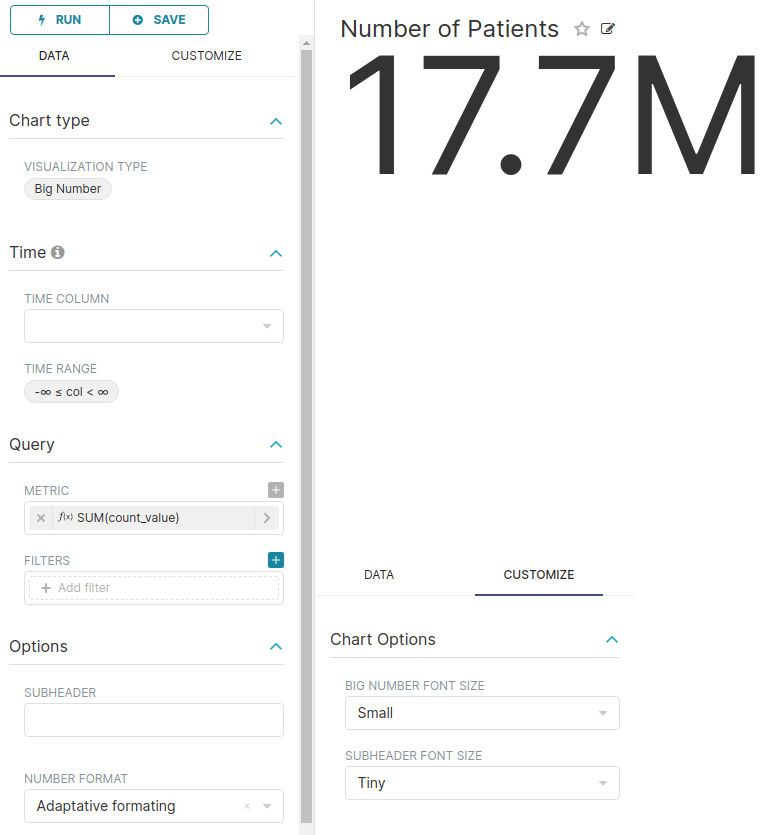 RUN
SAVE
DATA
CUSTOMIZE
Chart type
VISUALIZATION TYPE
Big Number
Time
TIME COLUMN
TIME RANGE
-∞ ≤ col < ∞
Query
METRIC
f(x) SUM(count_value)
FILTERS
Add filter
Options
SUBHEADER
NUMBER FORMAT
Adaptative formating
Number of Patients
17.7M
DATA
CUSTOMIZE
Chart Options
BIG NUMBER FONT SIZE
Small
SUBHEADER FONT SIZE
Tiny